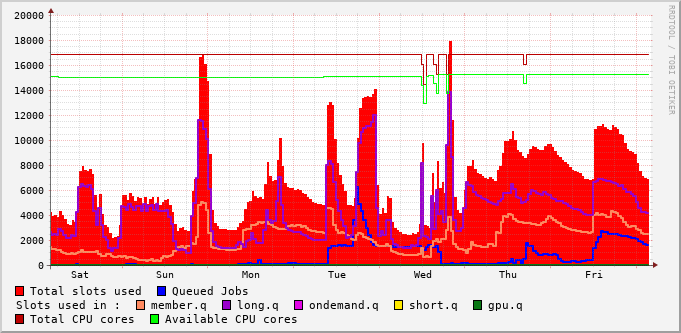 20000
18000
16000
14000
12000
10000
8000
6000
4000
2000
0
Sat Sun Mon Tue Wed Thu Fri
RRDTOOL / TOBI OETIKER
Total slots used Queued Jobs
Slots used in : member.q long.q ondemand.q short.q gpu.q
Total CPU cores Available CPU cores